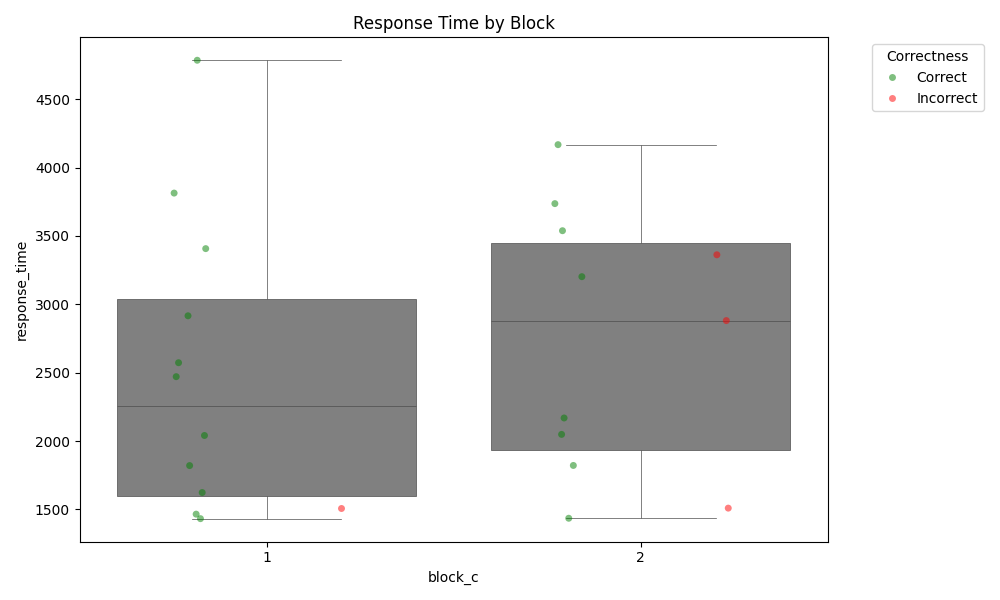 Response Time by Block
Correctness
Correct
Incorrect
response_time
4500
4000
3500
3000
2500
2000
1500
1
2
block_c